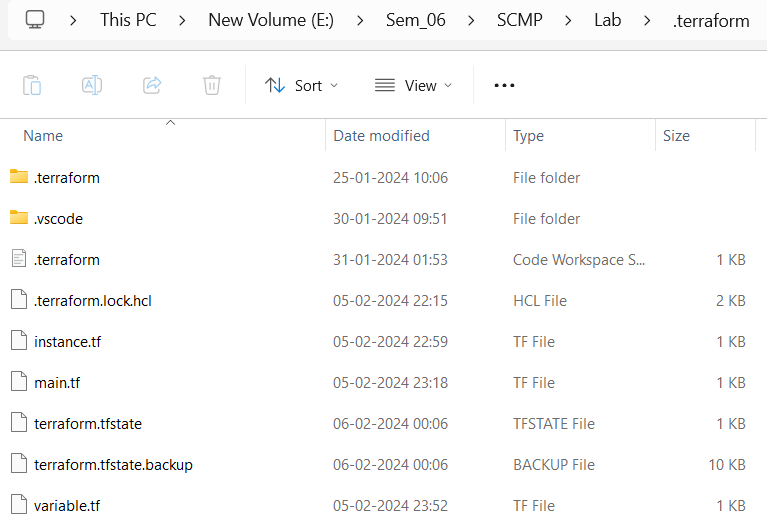 This PC > New Volume (E:) > Sem_06 > SCMP > Lab > .terraform
Sort View
Name Date modified Type Size
.terraform 25-01-2024 10:06 File folder
.vscode 30-01-2024 09:51 File folder
.terraform 31-01-2024 01:53 Code Workspace S... 1 KB
.terraform.lock.hcl 05-02-2024 22:15 HCL File 2 KB
instance.tf 05-02-2024 22:59 TF File 1 KB
main.tf 05-02-2024 23:18 TF File 1 KB
terraform.tfstate 06-02-2024 00:06 TFSTATE File 1 KB
terraform.tfstate.backup 06-02-2024 00:06 BACKUP File 10 KB
variable.tf 05-02-2024 23:52 TF File 1 KB